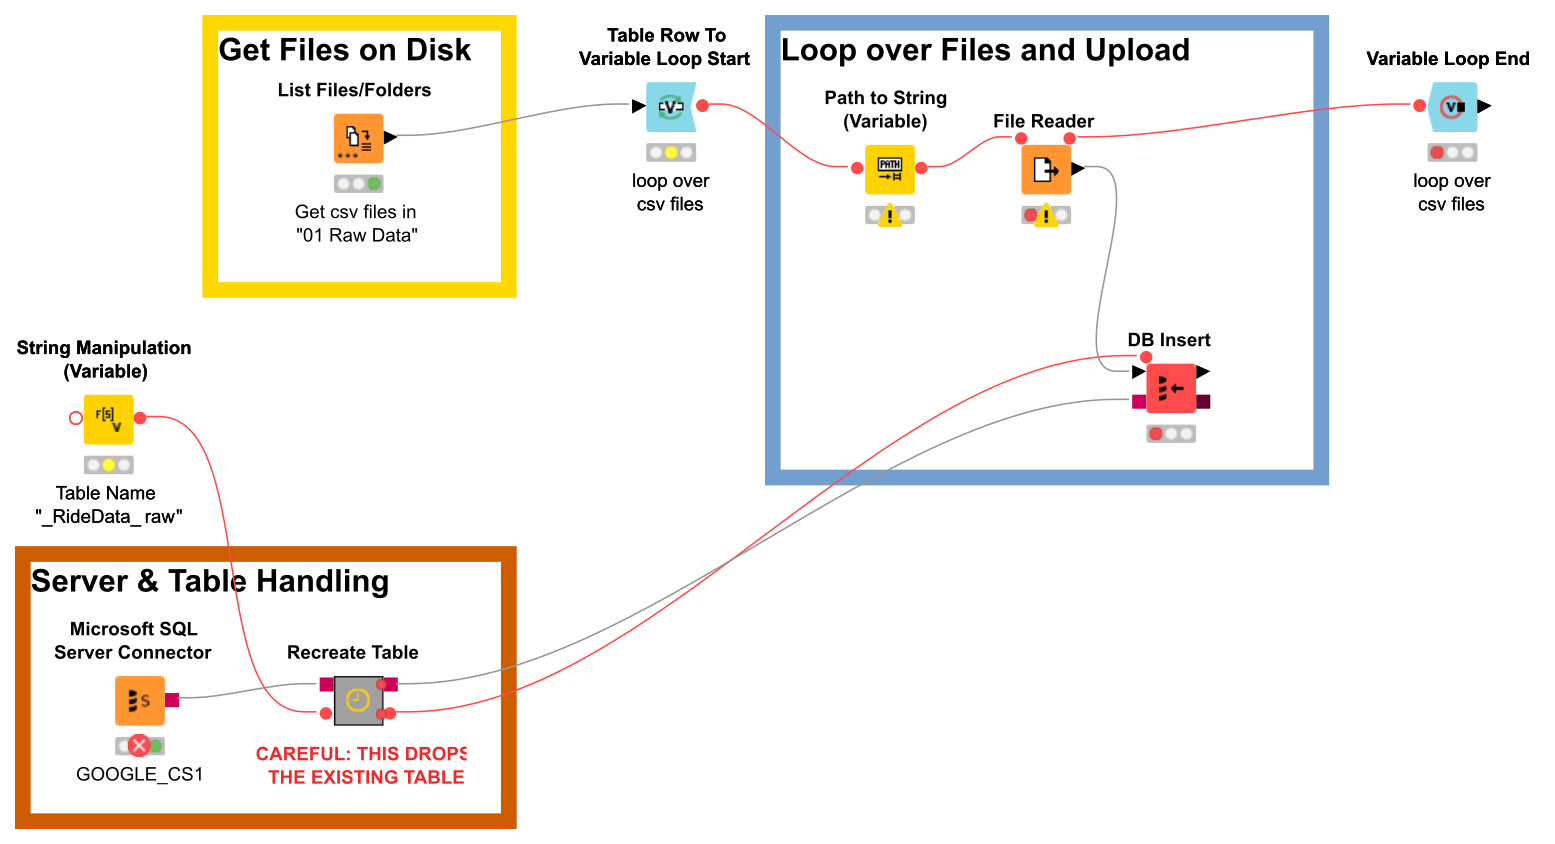 Get Files on Disk
List Files/Folders
Get csv files in
"01 Raw Data"
Table Row To
Variable Loop Start
V
loop over
csv files
Loop over Files and Upload
Path to String
(Variable)
PATH
File Reader
Variable Loop End
V
loop over
csv files
DB Insert
String Manipulation
(Variable)
F[S]
V
Table Name
"_RideData_raw"
Server & Table Handling
Microsoft SQL
Server Connector
S
GOOGLE_CS1
Recreate Table
CAREFUL: THIS DROPS
THE EXISTING TABLE